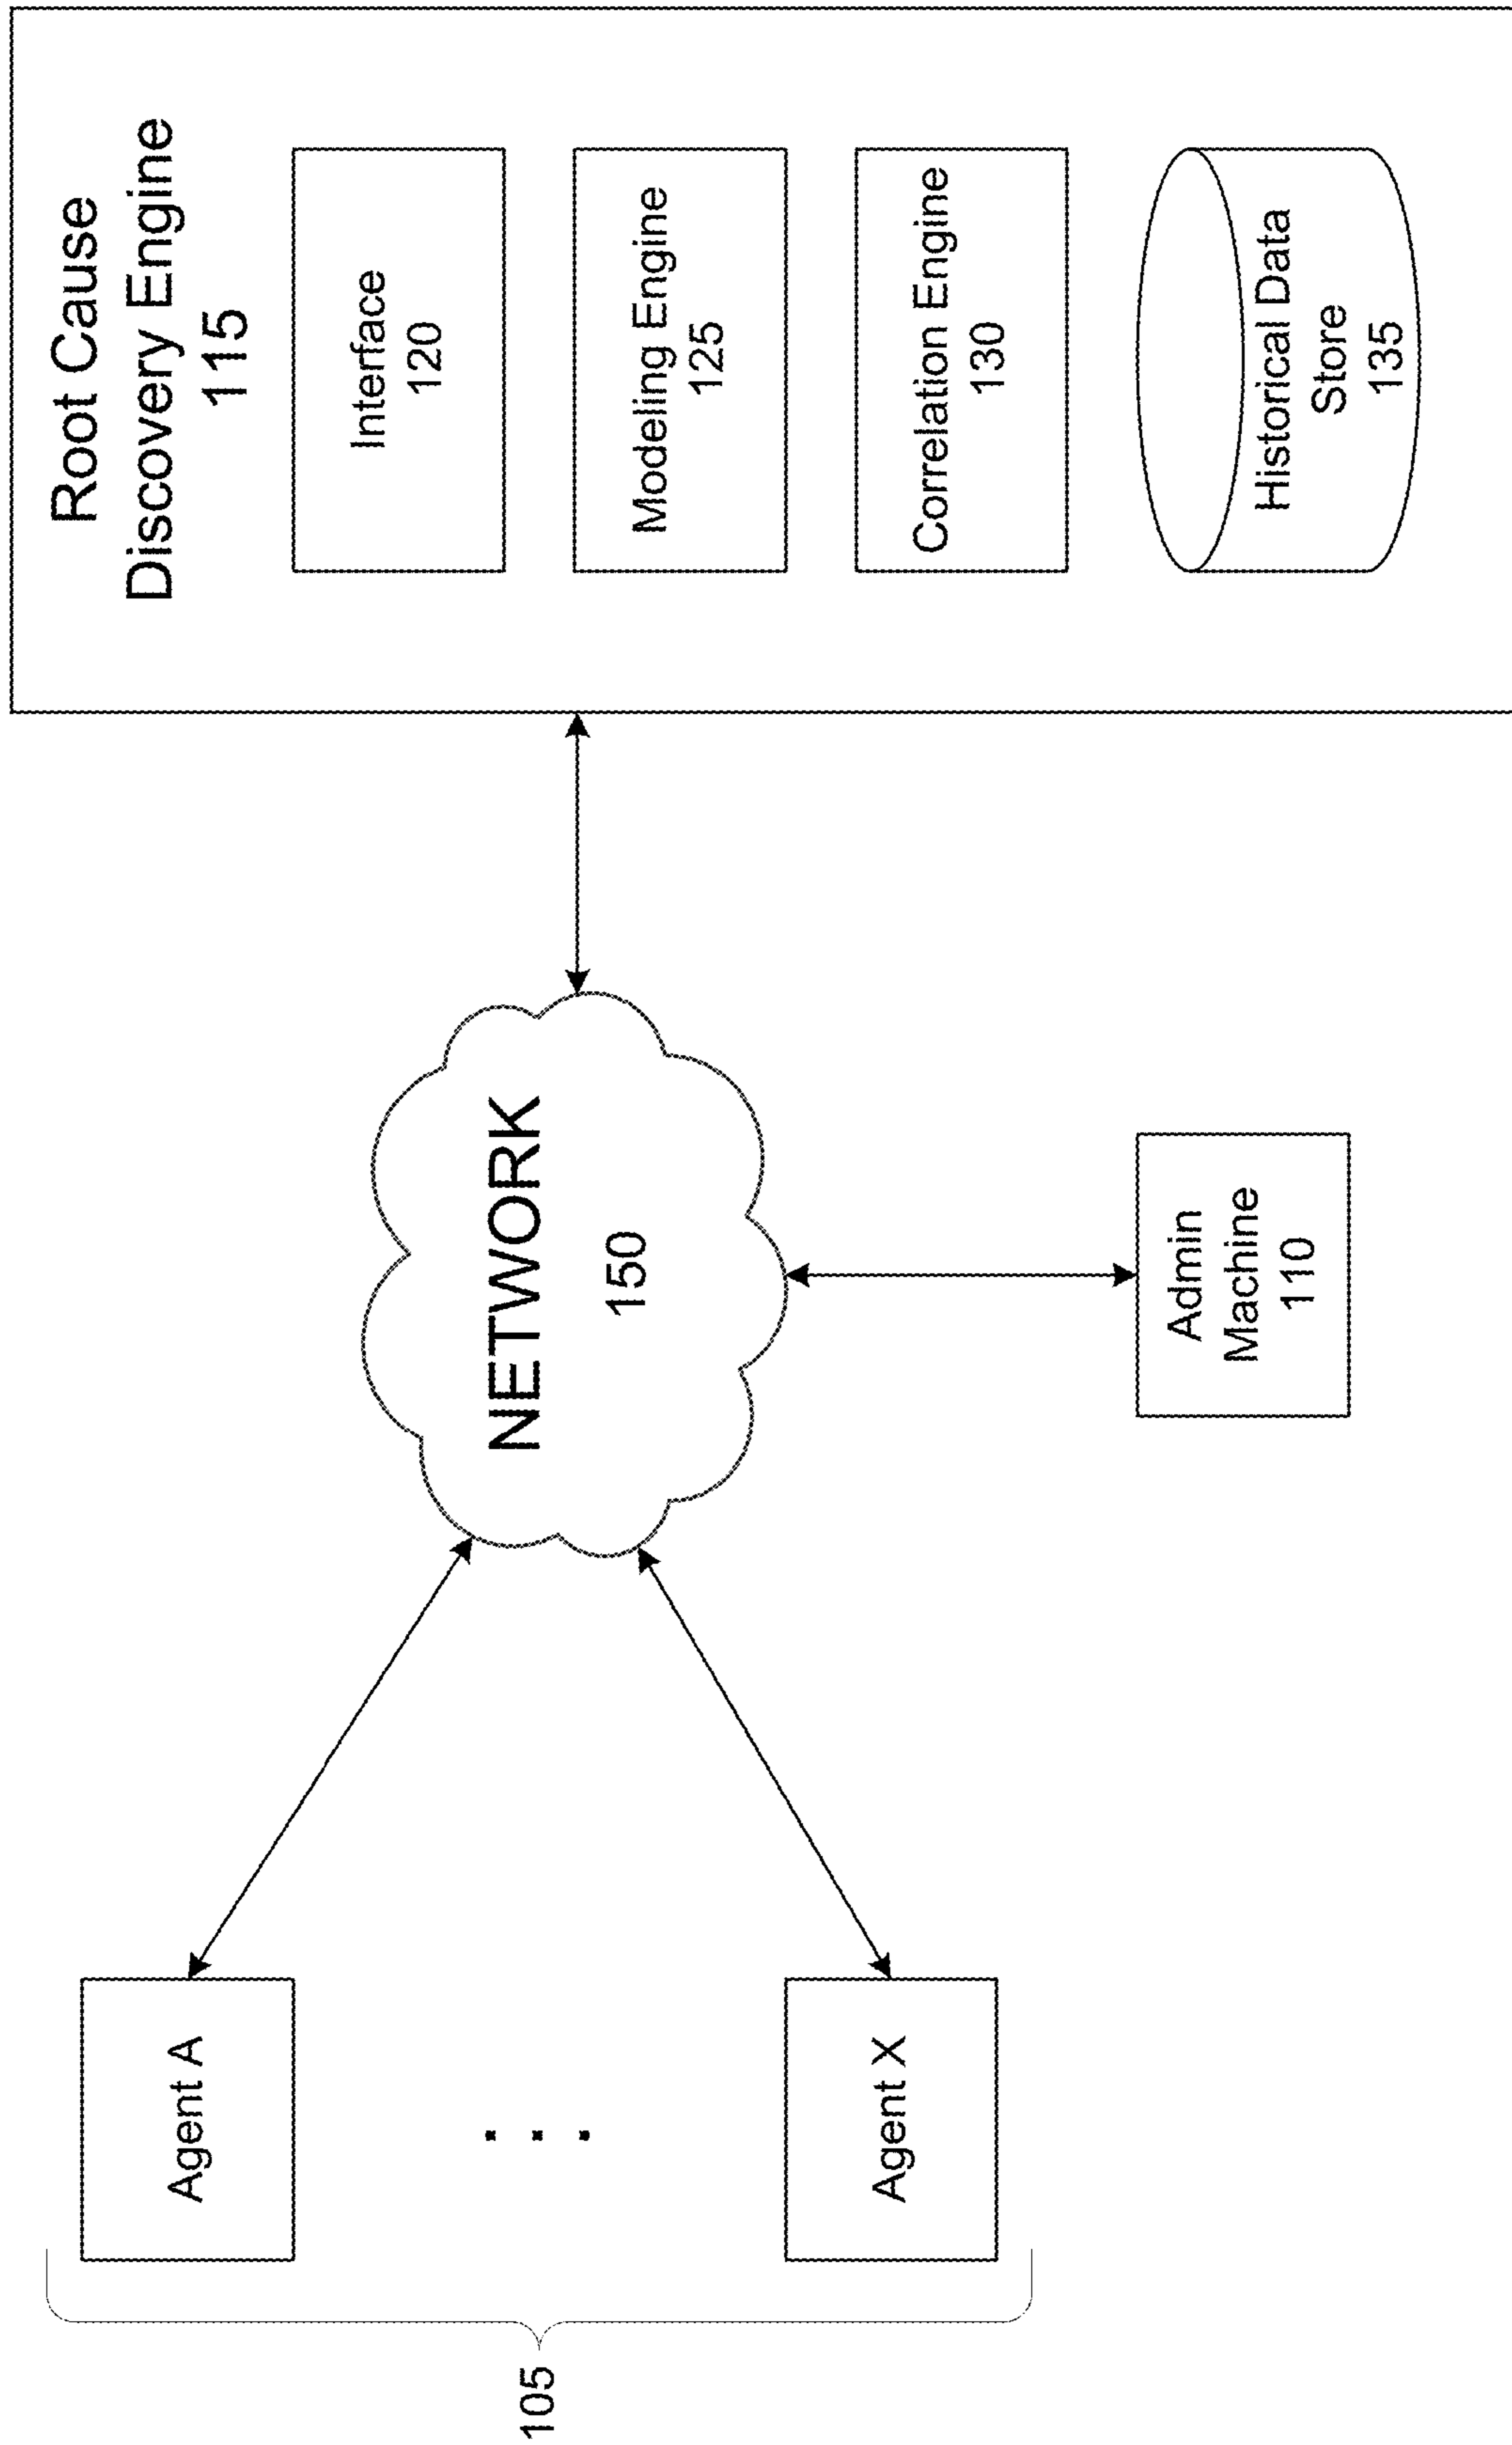 105
Agent A
Agent X
NETWORK
150
Admin
Machine
110
Root Cause
Discovery Engine
115
Interface
120
Modeling Engine
125
Correlation Engine
130
Historical Data
Store
135